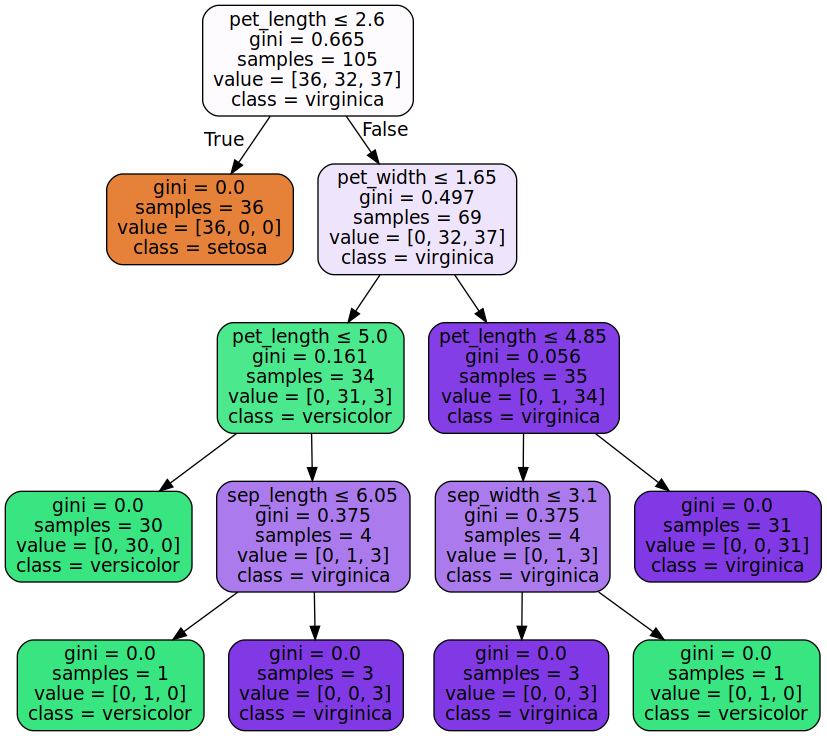 pet_length ≤ 2.6
gini = 0.665
samples = 105
value = [36, 32, 37]
class = virginica
True
False
gini = 0.0
samples = 36
value = [36, 0, 0]
class = setosa
pet_width ≤ 1.65
gini = 0.497
samples = 69
value = [0, 32, 37]
class = virginica
pet_length ≤ 5.0
gini = 0.161
samples = 34
value = [0, 31, 3]
class = versicolor
pet_length ≤ 4.85
gini = 0.056
samples = 35
value = [0, 1, 34]
class = virginica
gini = 0.0
samples = 30
value = [0, 30, 0]
class = versicolor
sep_length ≤ 6.05
gini = 0.375
samples = 4
value = [0, 1, 3]
class = virginica
sep_width ≤ 3.1
gini = 0.375
samples = 4
value = [0, 1, 3]
class = virginica
gini = 0.0
samples = 31
value = [0, 0, 31]
class = virginica
gini = 0.0
samples = 1
value = [0, 1, 0]
class = versicolor
gini = 0.0
samples = 3
value = [0, 0, 3]
class = virginica
gini = 0.0
samples = 3
value = [0, 0, 3]
class = virginica
gini = 0.0
samples = 1
value = [0, 1, 0]
class = versicolor